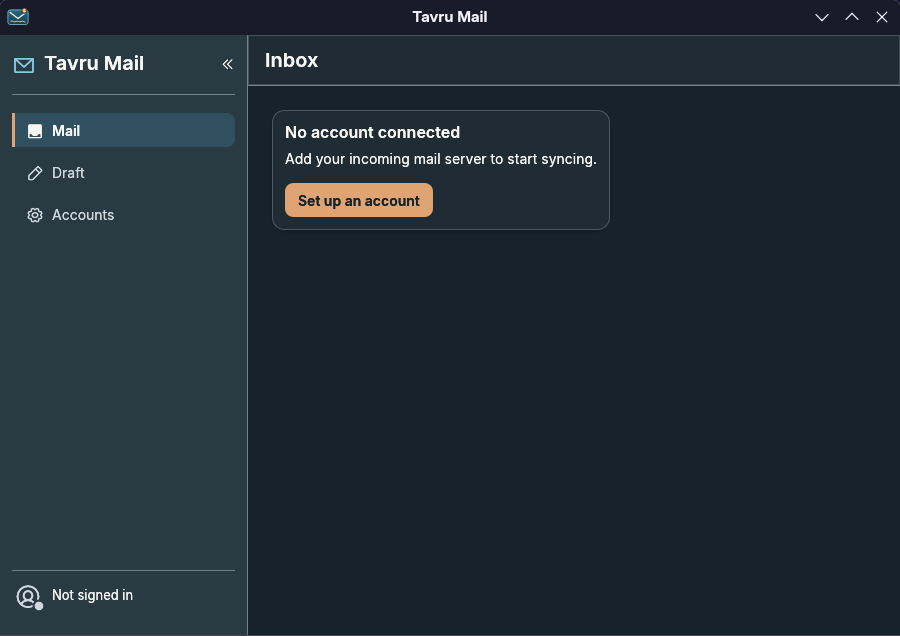 Tavru Mail
Tavru Mail
Mail
Draft
Accounts
Not signed in
Inbox
No account connected
Add your incoming mail server to start syncing.
Set up an account